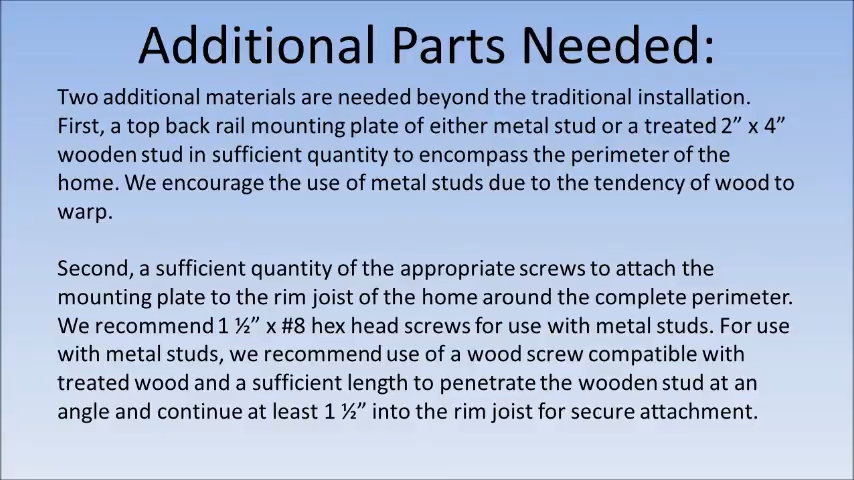 Additional Parts Needed:
Two additional materials are needed beyond the traditional installation.
First, a top back rail mounting plate of either metal stud or a treated 2” x 4”
wooden stud in sufficient quantity to encompass the perimeter of the
home. We encourage the use of metal studs due to the tendency of wood to
warp.
Second, a sufficient quantity of the appropriate screws to attach the
mounting plate to the rim joist of the home around the complete perimeter.
We recommend 1 ½” x #8 hex head screws for use with metal studs. For use
with metal studs, we recommend use of a wood screw compatible with
treated wood and a sufficient length to penetrate the wooden stud at an
angle and continue at least 1 ½” into the rim joist for secure attachment.